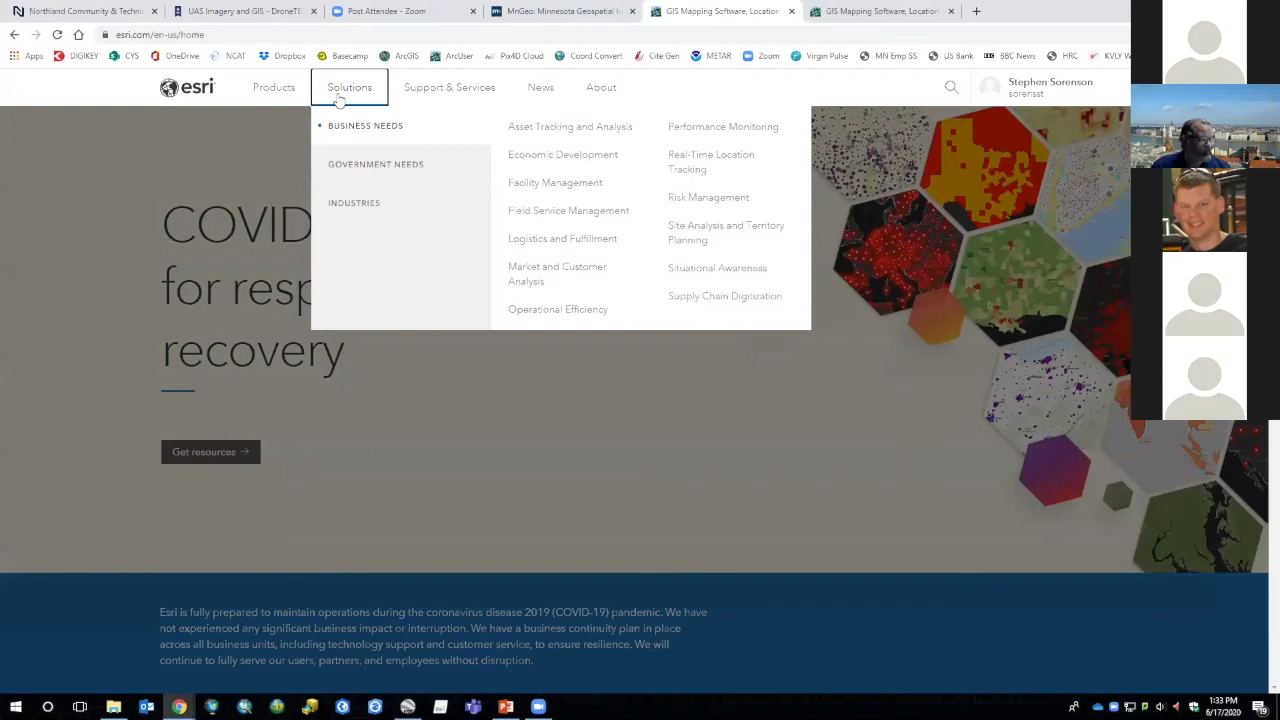 Northland Community & Technic
UAS Imagery and GIS - DroneTE
Post Attendee - Zoom
MnGeo: Minnesota Geospatial I
GIS Mapping Software, Location
GIS Mapping Software, Location
esri.com/en-us/home
Apps
DIGIKEY
CYS
OneDrive
NCAT
Dropbox
Basecamp
ArcGIS
ArcUser
Pix4D Field
Coord Convert
Cite Gen
METAR
Zoom
Virgin Pulse
MN Emp SS
US Bank
BBC News
HRC
KVLY W
esri
Products
Solutions
Support & Services
News
About
Stephen Sorenson
sorensst
BUSINESS NEEDS
GOVERNMENT NEEDS
INDUSTRIES
Asset Tracking and Analysis
Economic Development
Facility Management
Field Service Management
Logistics and Fulfillment
Market and Customer
Analysis
Operational Efficiency
Performance Monitoring
Real-Time Location
Tracking
Risk Management
Site Analysis and Territory
Planning
Situational Awareness
Supply Chain Digitization
COVID
for resp
recovery
Get resources →
Esri is fully prepared to maintain operations during the coronavirus disease 2019 (COVID-19) pandemic. We have
not experienced any significant business impact or interruption. We have a business continuity plan in place
across all business units, including technology support and customer service, to ensure resilience. We will
continue to fully serve our users, partners, and employees without disruption.
1:33 PM
6/17/2020